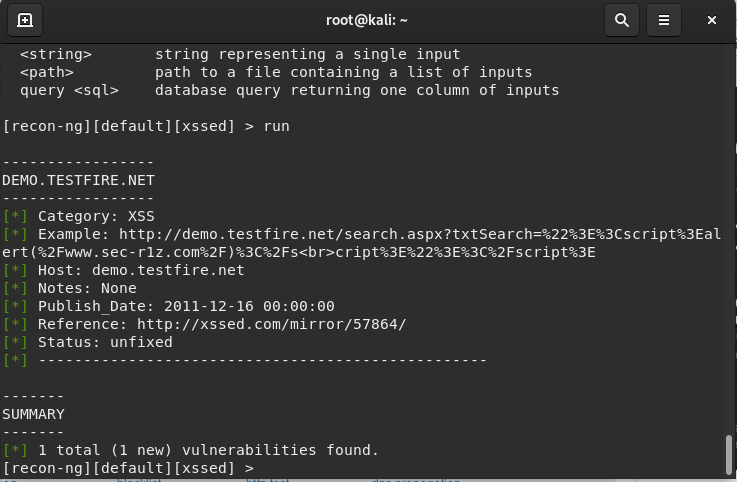 root@kali: ~
<string> string representing a single input
<path> path to a file containing a list of inputs
query <sql> database query returning one column of inputs
[recon-ng][default][xssed] > run
-----------------
DEMO.TESTFIRE.NET
-----------------
[*] Category: XSS
[*] Example: http://demo.testfire.net/search.aspx?txtSearch=%22%3E%3Cscript%3Eal
ert(%2Fwww.sec-r1z.com%2F)%3C%2Fs<br>cript%3E%22%3E%3C%2Fscript%3E
[*] Host: demo.testfire.net
[*] Notes: None
[*] Publish_Date: 2011-12-16 00:00:00
[*] Reference: http://xssed.com/mirror/57864/
[*] Status: unfixed
[*] --------------------------------------------------
-------
SUMMARY
-------
[*] 1 total (1 new) vulnerabilities found.
[recon-ng][default][xssed] >